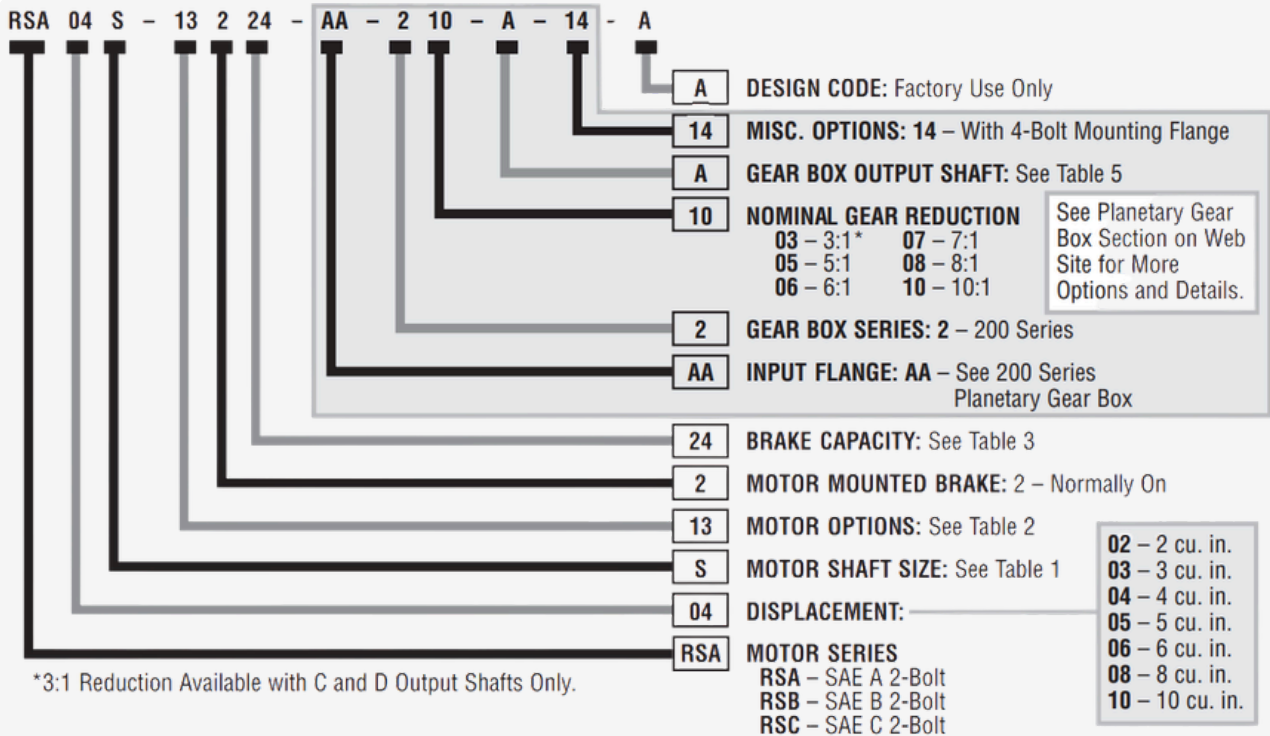 RSA 04 S - 13 2 24 - AA - 2 10 - A - 14 - A
A DESIGN CODE: Factory Use Only
14 MISC. OPTIONS: 14 – With 4-Bolt Mounting Flange
A GEAR BOX OUTPUT SHAFT: See Table 5
10 NOMINAL GEAR REDUCTION
03 – 3:1* 07 – 7:1
05 – 5:1 08 – 8:1
06 – 6:1 10 – 10:1
See Planetary Gear
Box Section on Web
Site for More
Options and Details.
2 GEAR BOX SERIES: 2 – 200 Series
AA INPUT FLANGE: AA – See 200 Series
Planetary Gear Box
24 BRAKE CAPACITY: See Table 3
2 MOTOR MOUNTED BRAKE: 2 – Normally On
13 MOTOR OPTIONS: See Table 2
S MOTOR SHAFT SIZE: See Table 1
04 DISPLACEMENT:
02 – 2 cu. in.
03 – 3 cu. in.
04 – 4 cu. in.
05 – 5 cu. in.
06 – 6 cu. in.
08 – 8 cu. in.
10 – 10 cu. in.
RSA MOTOR SERIES
RSA – SAE A 2-Bolt
RSB – SAE B 2-Bolt
RSC – SAE C 2-Bolt
*3:1 Reduction Available with C and D Output Shafts Only.